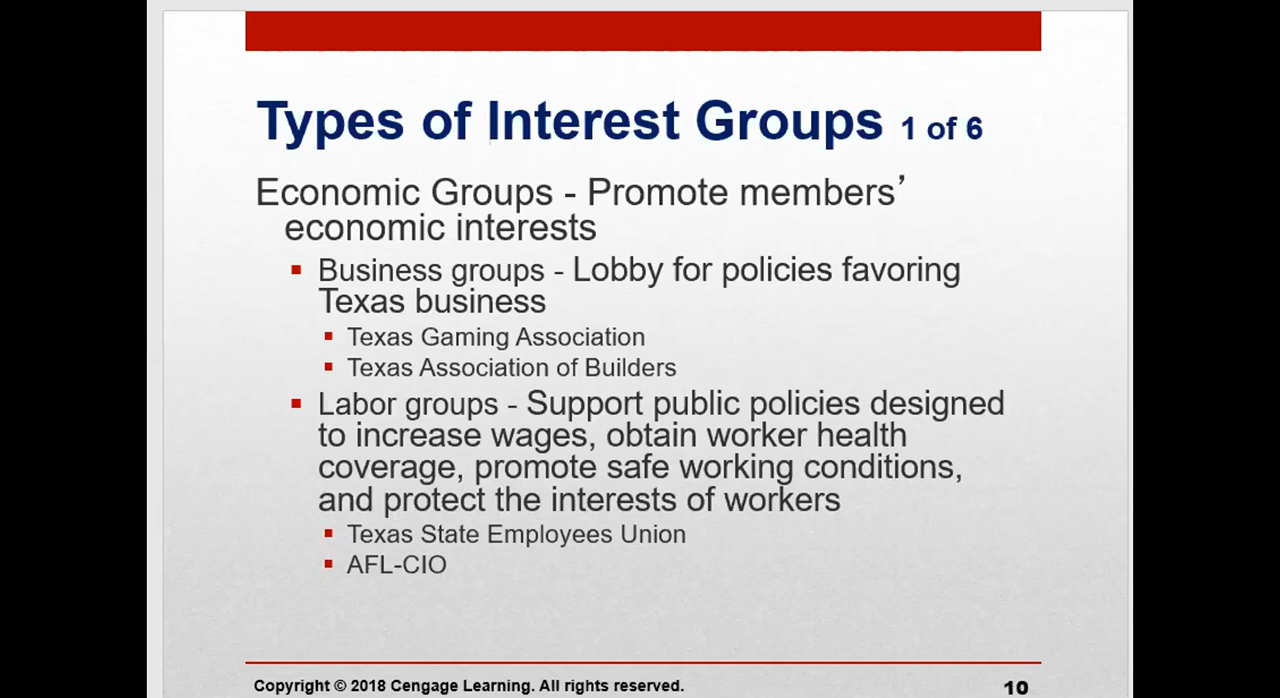 Types of Interest Groups 1 of 6
Economic Groups - Promote members’
economic interests
▪ Business groups - Lobby for policies favoring
Texas business
▪ Texas Gaming Association
▪ Texas Association of Builders
▪ Labor groups - Support public policies designed
to increase wages, obtain worker health
coverage, promote safe working conditions,
and protect the interests of workers
▪ Texas State Employees Union
▪ AFL-CIO
Copyright © 2018 Cengage Learning. All rights reserved. 10